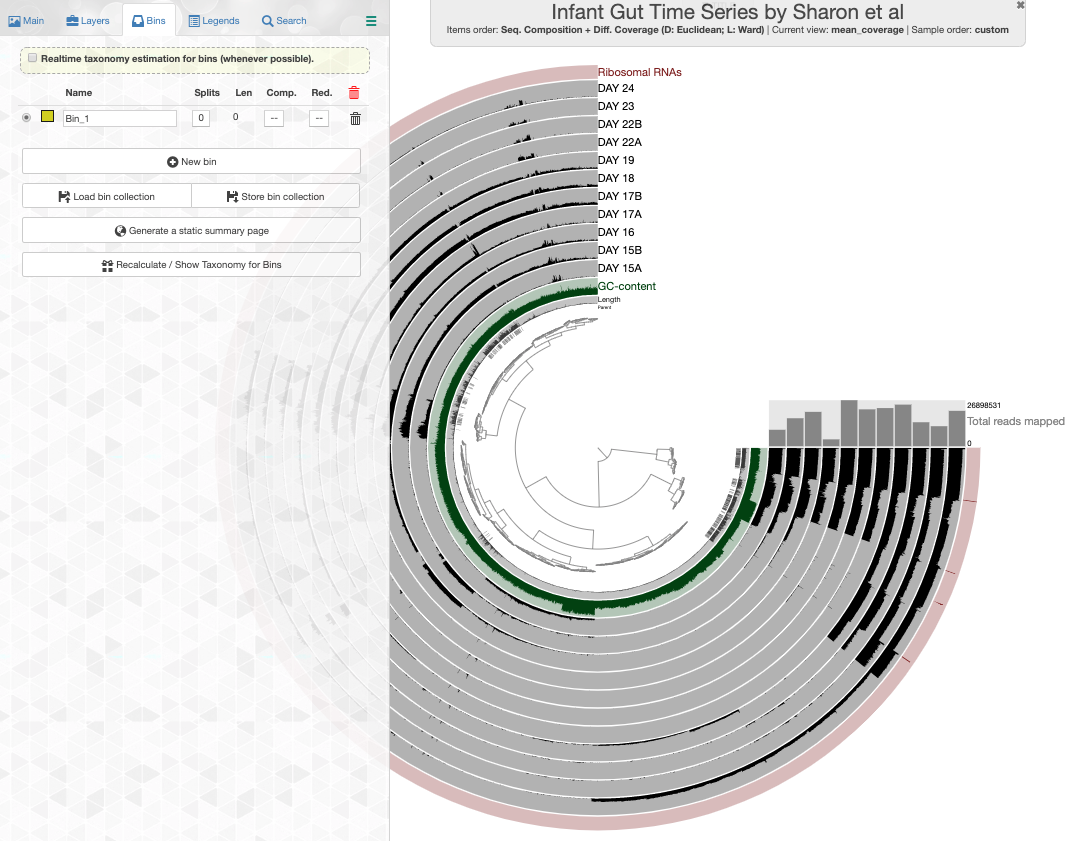 Main Layers Bins Legends Search
Realtime taxonomy estimation for bins (whenever possible).
Name Splits Len Comp. Red.
Bin_1 0 0 -- --
New bin
Load bin collection Store bin collection
Generate a static summary page
Recalculate / Show Taxonomy for Bins
Infant Gut Time Series by Sharon et al
Items order: Seq. Composition + Diff. Coverage (D: Euclidean; L: Ward) | Current view: mean_coverage | Sample order: custom
Ribosomal RNAs
DAY 24
DAY 23
DAY 22B
DAY 22A
DAY 19
DAY 18
DAY 17B
DAY 17A
DAY 16
DAY 15B
DAY 15A
GC-content
Length
Parent
26898531
Total reads mapped
0